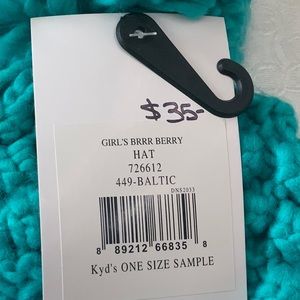 $35-
GIRL'S BRRR BERRY
HAT
726612
449-BALTIC
DNS2033
8 89212 66835 8
Kyd's ONE SIZE SAMPLE